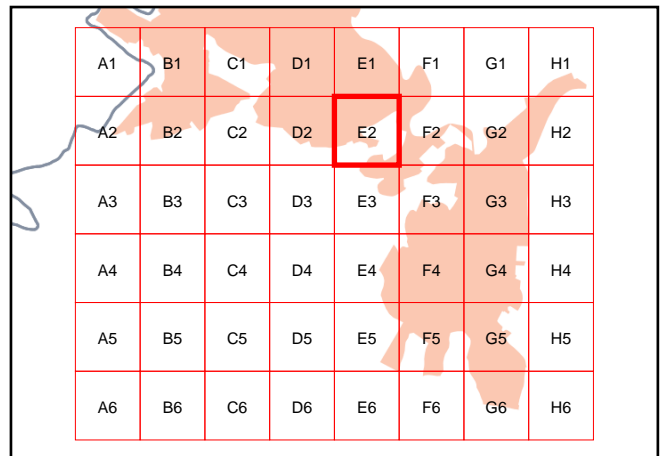 A1 B1 C1 D1 E1 F1 G1 H1
A2 B2 C2 D2 E2 F2 G2 H2
A3 B3 C3 D3 E3 F3 G3 H3
A4 B4 C4 D4 E4 F4 G4 H4
A5 B5 C5 D5 E5 F5 G5 H5
A6 B6 C6 D6 E6 F6 G6 H6